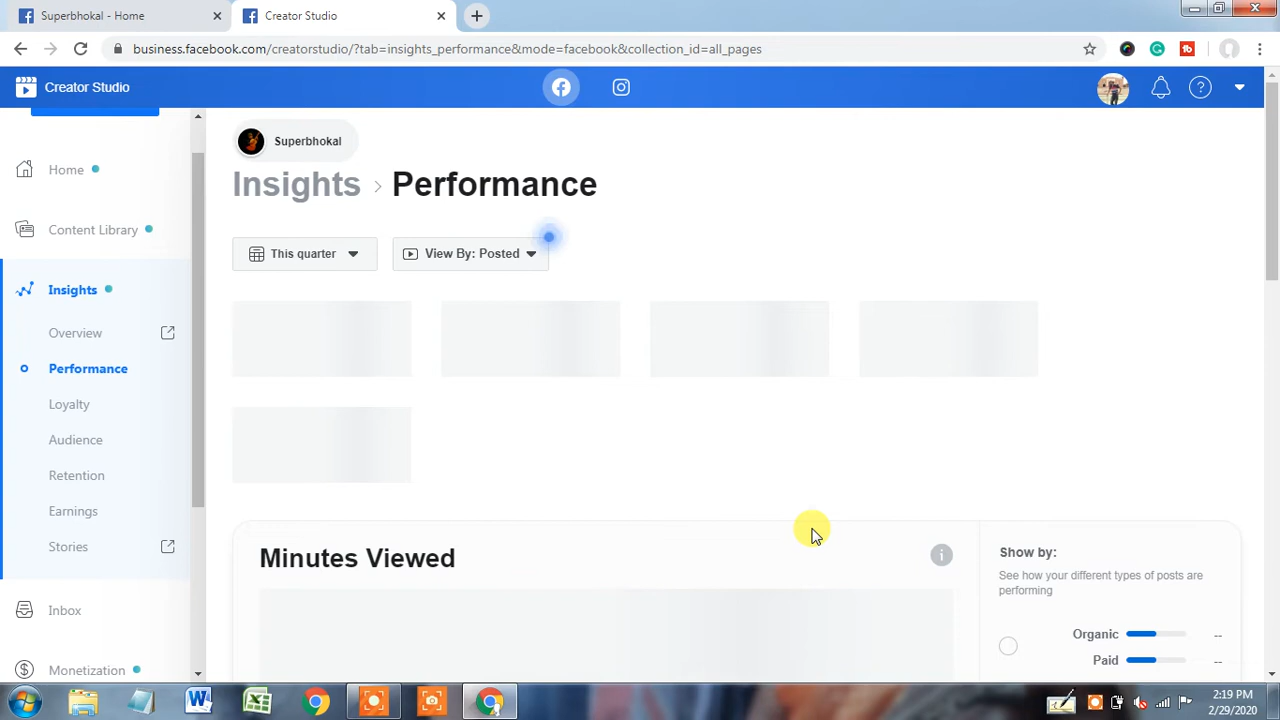 Superbhokal - Home
Creator Studio
business.facebook.com/creatorstudio/?tab=insights_performance&mode=facebook&collection_id=all_pages
Creator Studio
Superbhokal
Insights > Performance
This quarter
View By: Posted
Home
Content Library
Insights
Overview
Performance
Loyalty
Audience
Retention
Earnings
Stories
Inbox
Monetization
Minutes Viewed
Show by:
See how your different types of posts are
performing
Organic --
Paid --
2:19 PM
2/29/2020